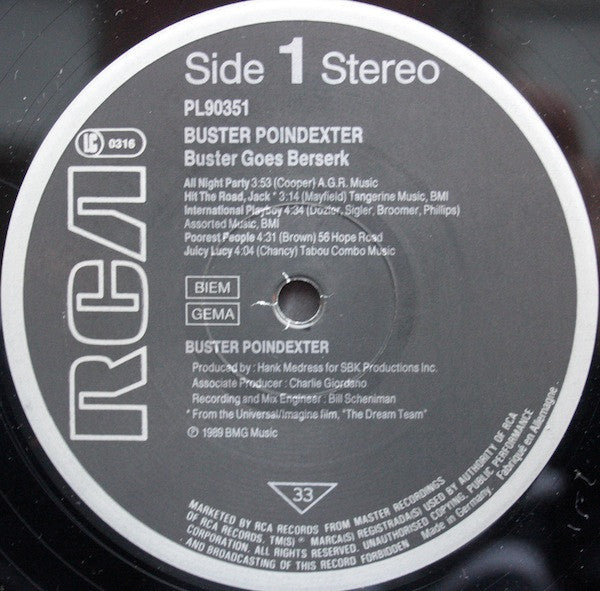 Side 1 Stereo
PL90351
BUSTER POINDEXTER
Buster Goes Berserk
All Night Party 3:53 (Cooper) A.G.R. Music
Hit The Road, Jack * 3:14 (Mayfield) Tangerine Music, BMI
International Playboy 4:34 (Dozier, Sigler, Broomer, Phillips)
Assorted Music, BMI
Poorest People 4:31 (Brown) 56 Hope Road
Juicy Lucy 4:04 (Chancy) Tabou Combo Music
BIEM
GEMA
BUSTER POINDEXTER
Produced by : Hank Medress for SBK Productions Inc.
Associate Producer : Charlie Giordano
Recording and Mix Engineer : Bill Scheniman
* From the Universal/Imagine film, "The Dream Team"
℗ 1989 BMG Music
33
RCA
LC 0316
MARKETED BY RCA RECORDS FROM MASTER RECORDINGS
OF RCA RECORDS. TM(S) ® MARCA(S) REGISTRADA(S) USED BY AUTHORITY OF RCA
CORPORATION. ALL RIGHTS RESERVED. UNAUTHORISED COPYING, PUBLIC PERFORMANCE
AND BROADCASTING OF THIS RECORD FORBIDDEN Made in Germany. Fabriqué en Allemagne